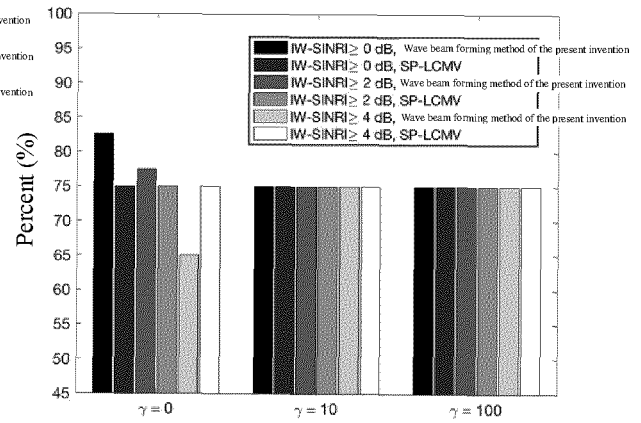 nvention
nvention
nvention
100
95
90
85
80
75
70
65
60
55
50
45
Percent (%)
IW-SINRI≥ 0 dB, Wave beam forming method of the present invention
IW-SINRI≥ 0 dB, SP-LCMV
IW-SINRI≥ 2 dB, Wave beam forming method of the present invention
IW-SINRI≥ 2 dB, SP-LCMV
IW-SINRI≥ 4 dB, Wave beam forming method of the present invention
IW-SINRI≥ 4 dB, SP-LCMV
γ = 0
γ = 10
γ = 100